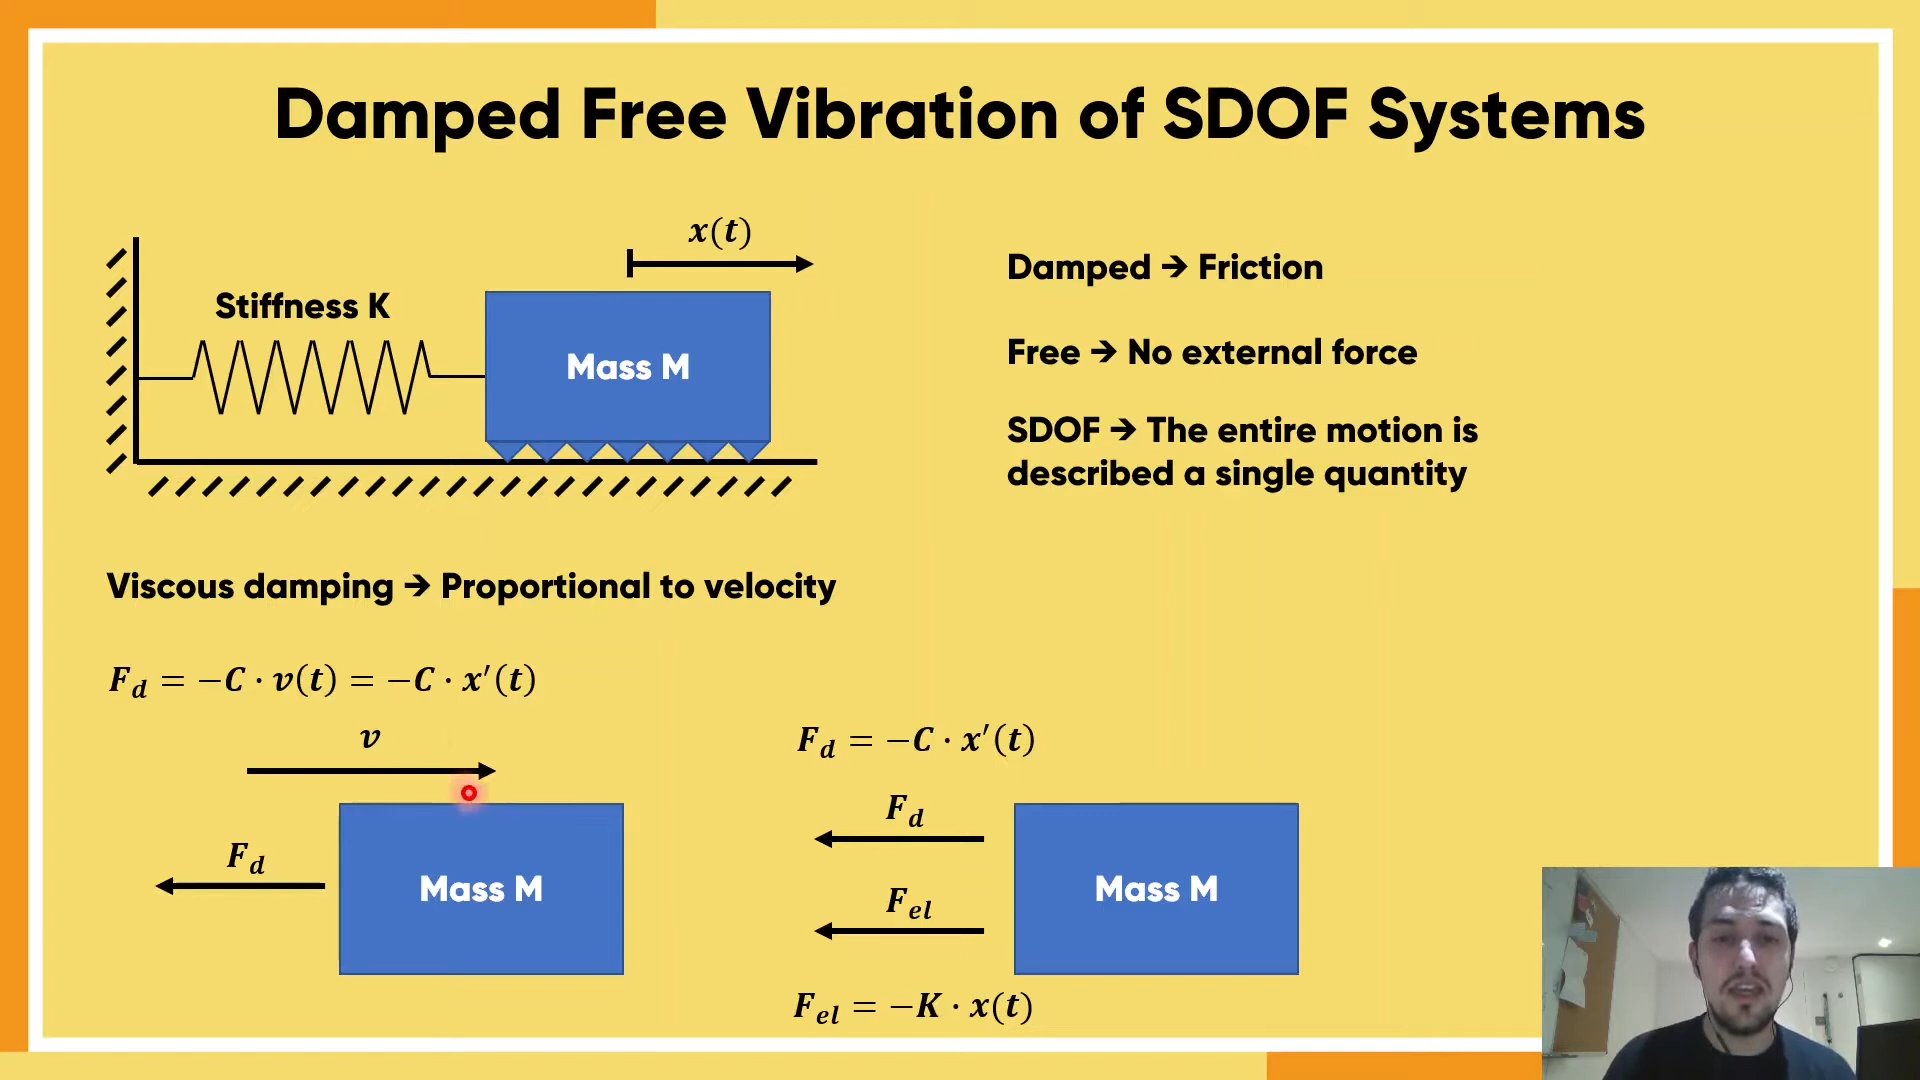 Damped Free Vibration of SDOF Systems
x(t)
Stiffness K
Mass M
Damped → Friction
Free → No external force
SDOF → The entire motion is
described a single quantity
Viscous damping → Proportional to velocity
F_d = −C · v(t) = −C · x′(t)
v
F_d
Mass M
F_d = −C · x′(t)
F_d
F_el
Mass M
F_el = −K · x(t)